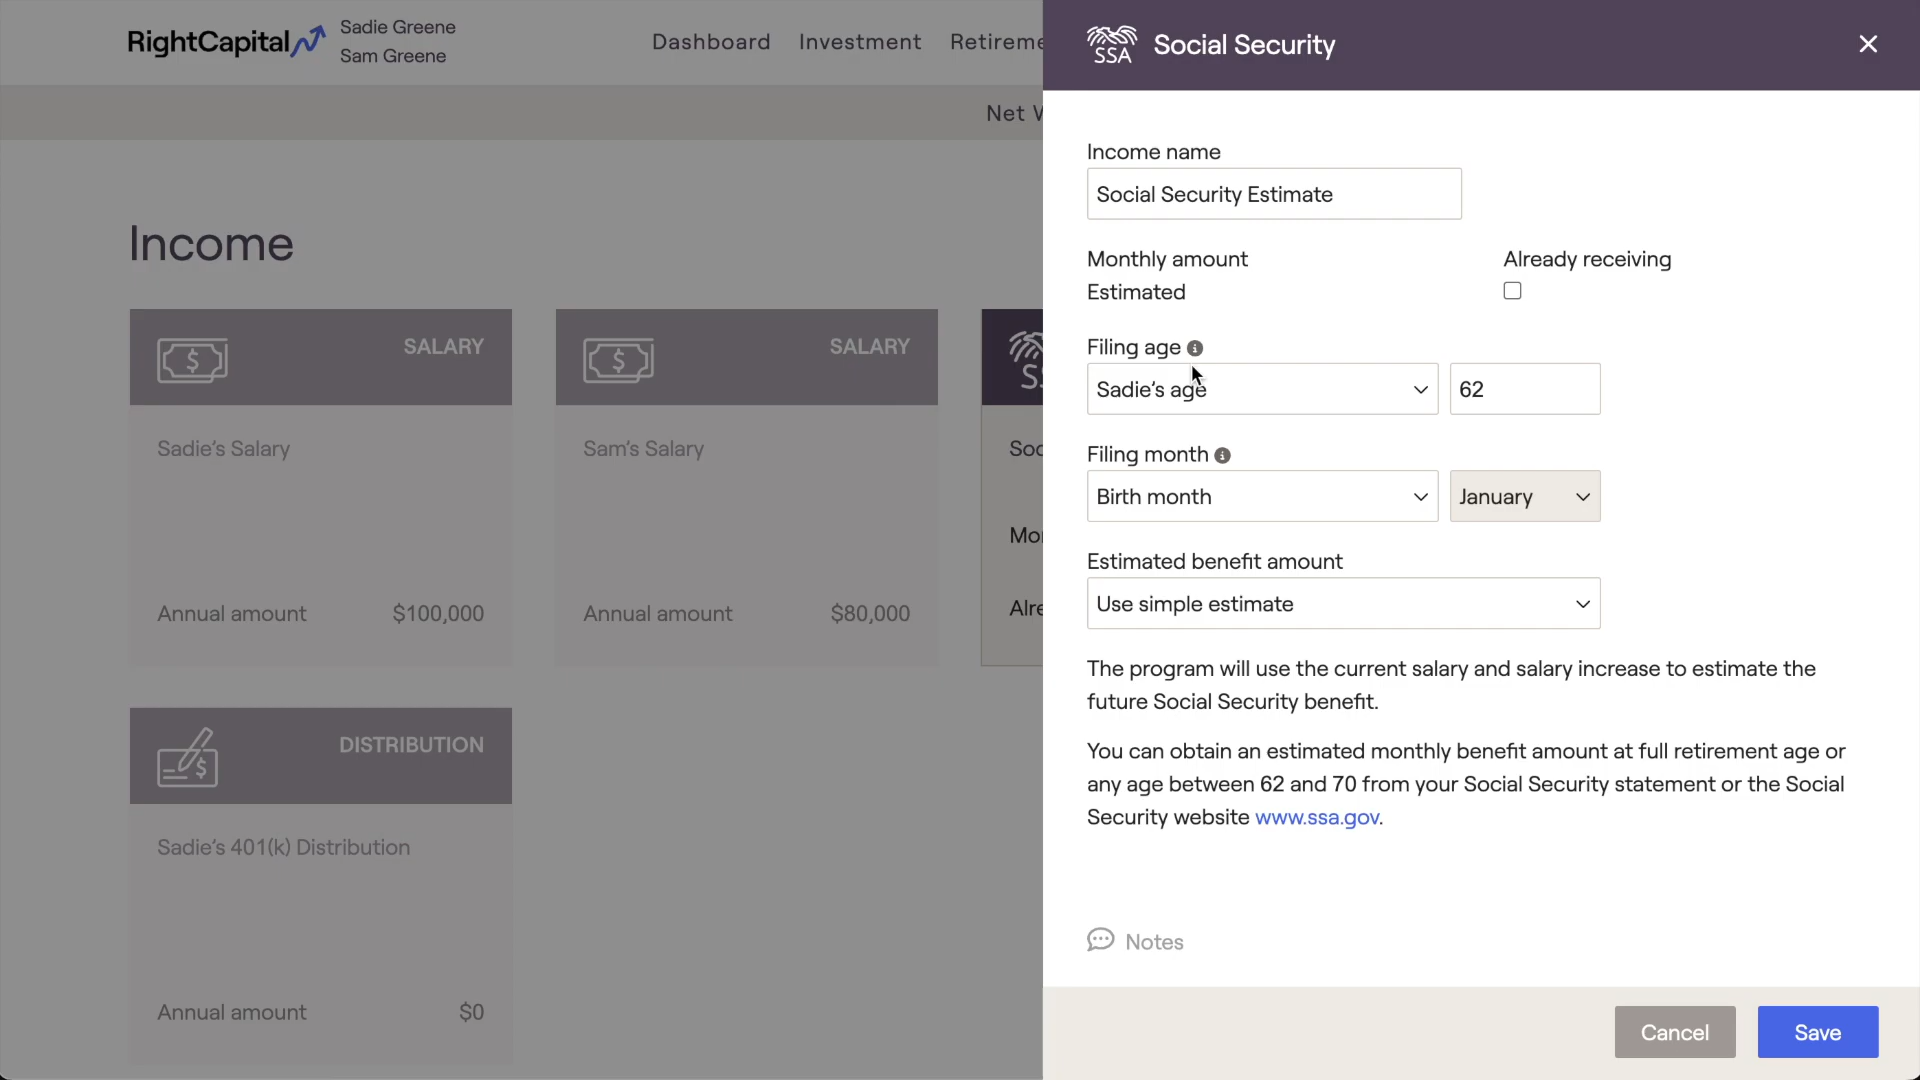 RightCapital
Sadie Greene
Sam Greene
Dashboard
Investment
Retireme
Net W
Income
SALARY
Sadie's Salary
Annual amount $100,000
SALARY
Sam's Salary
Annual amount $80,000
SS
Soc
Mon
Alre
DISTRIBUTION
Sadie's 401(k) Distribution
Annual amount $0
SSA
Social Security
Income name
Social Security Estimate
Monthly amount
Estimated
Already receiving
Filing age
Sadie's age
62
Filing month
Birth month
January
Estimated benefit amount
Use simple estimate
The program will use the current salary and salary increase to estimate the
future Social Security benefit.
You can obtain an estimated monthly benefit amount at full retirement age or
any age between 62 and 70 from your Social Security statement or the Social
Security website www.ssa.gov.
Notes
Cancel
Save